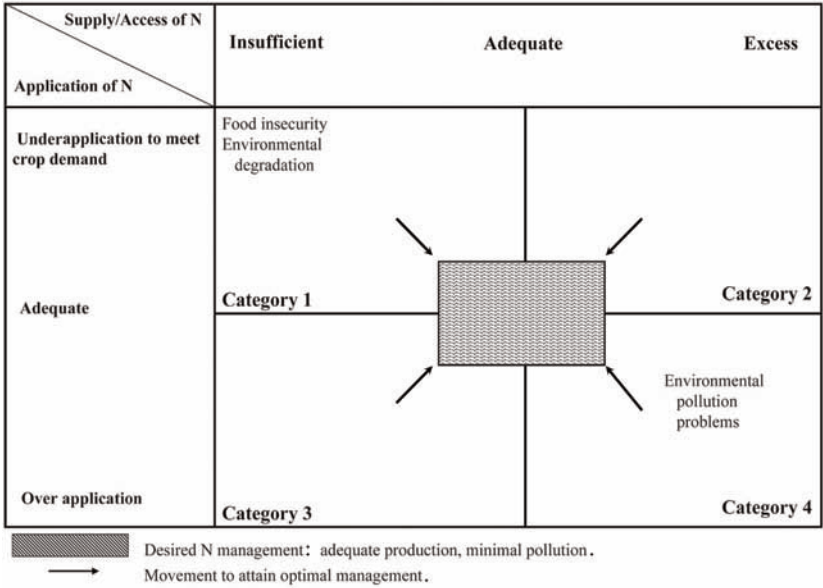 Supply/Access of N
Application of N
Insufficient
Adequate
Excess
Underapplication to meet
crop demand
Food insecurity
Environmental
degradation
Adequate
Category 1
Category 2
Environmental
pollution
problems
Over application
Category 3
Category 4
Desired N management: adequate production, minimal pollution.
Movement to attain optimal management.